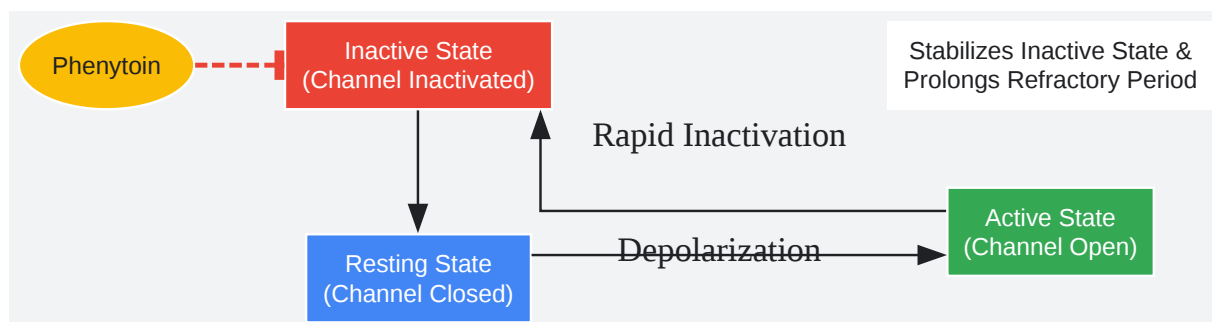 Phenytoin
Inactive State
(Channel Inactivated)
Stabilizes Inactive State &
Prolongs Refractory Period
Rapid Inactivation
Active State
(Channel Open)
Depolarization
Resting State
(Channel Closed)